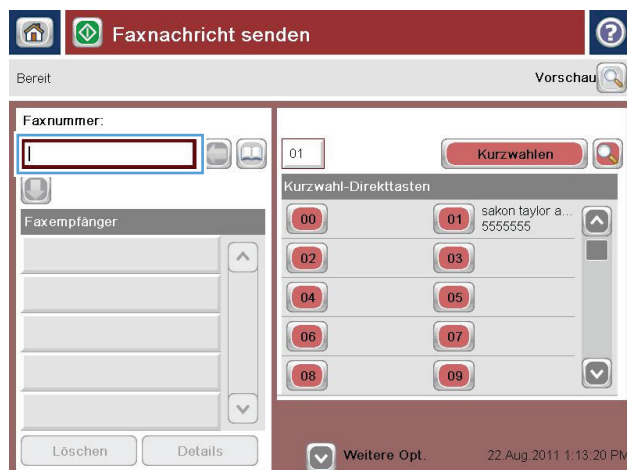 Faxnachricht senden
Bereit
Vorschau
Faxnummer:
01
Kurzwahlen
Kurzwahl-Direkttasten
Faxempfänger
00
01
sakon taylor a...
5555555
02
03
04
05
06
07
08
09
Löschen
Details
Weitere Opt.
22 Aug 2011 1:13:20 PM